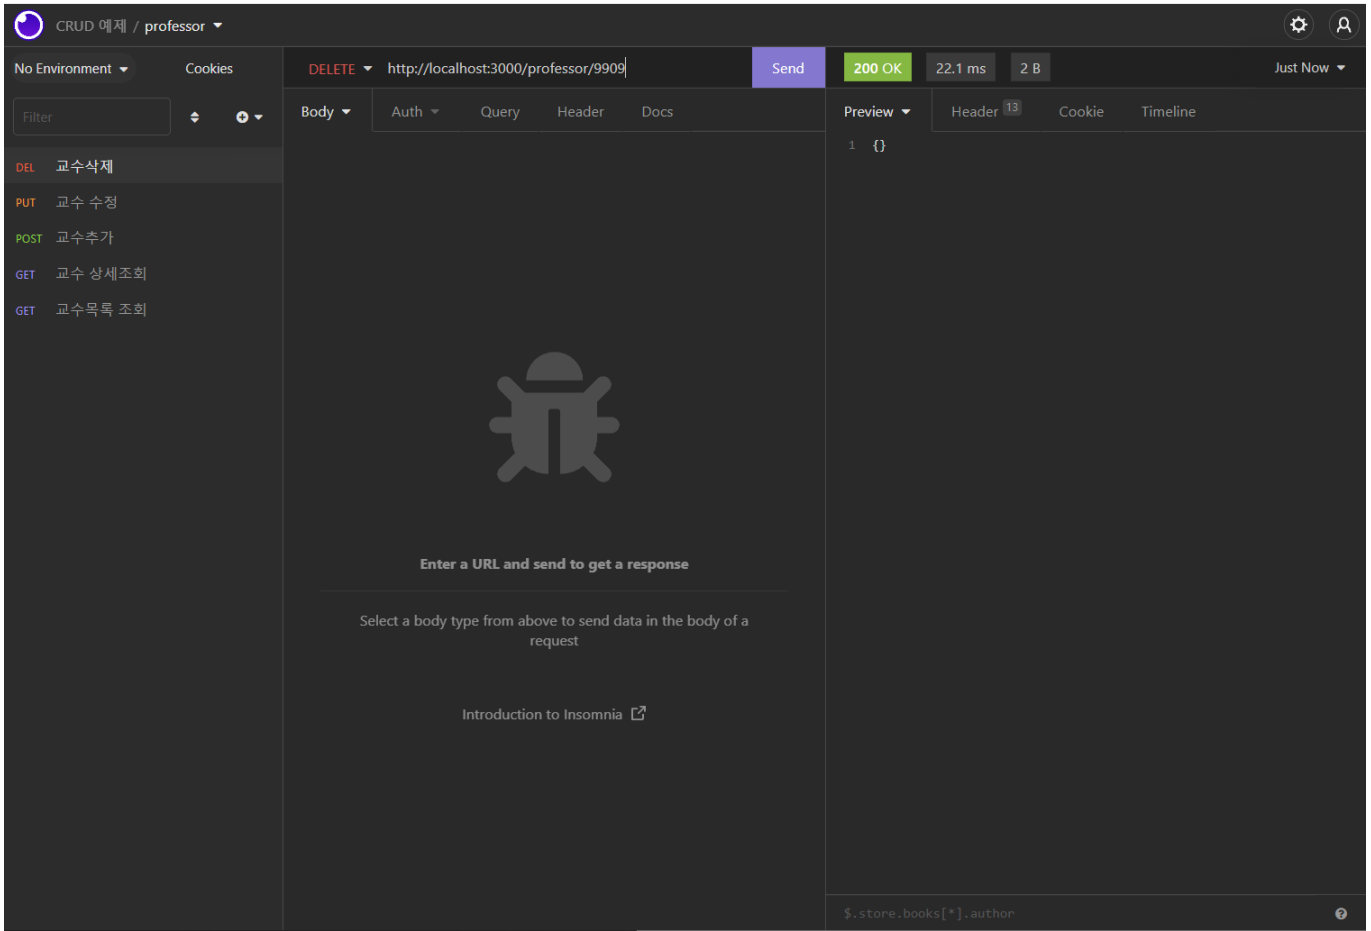 CRUD 예제 / professor
No Environment
Cookies
Filter
DEL 교수삭제
PUT 교수 수정
POST 교수추가
GET 교수 상세조회
GET 교수목록 조회
DELETE http://localhost:3000/professor/9909
Send
Body Auth Query Header Docs
Enter a URL and send to get a response
Select a body type from above to send data in the body of a
request
Introduction to Insomnia
200 OK 22.1 ms 2 B Just Now
Preview Header 13 Cookie Timeline
1 {}
$.store.books[*].author